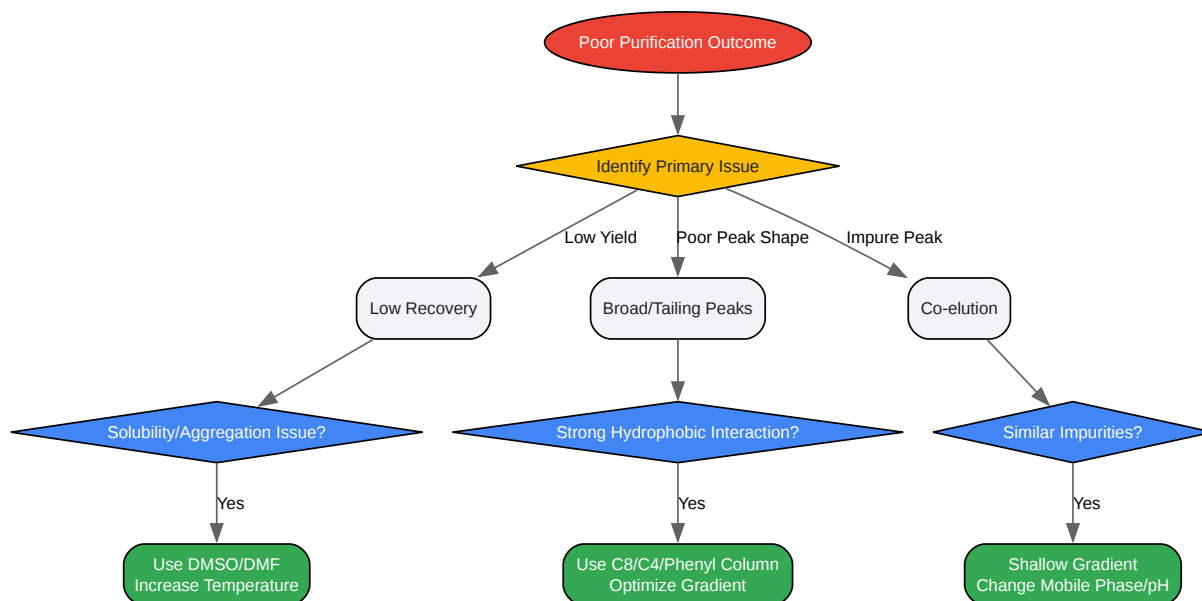 Poor Purification Outcome
Identify Primary Issue
Low Yield
Poor Peak Shape
Impure Peak
Low Recovery
Broad/Tailing Peaks
Co-elution
Solubility/Aggregation Issue?
Strong Hydrophobic Interaction?
Similar Impurities?
Yes
Yes
Yes
Use DMSO/DMF
Increase Temperature
Use C8/C4/Phenyl Column
Optimize Gradient
Shallow Gradient
Change Mobile Phase/pH